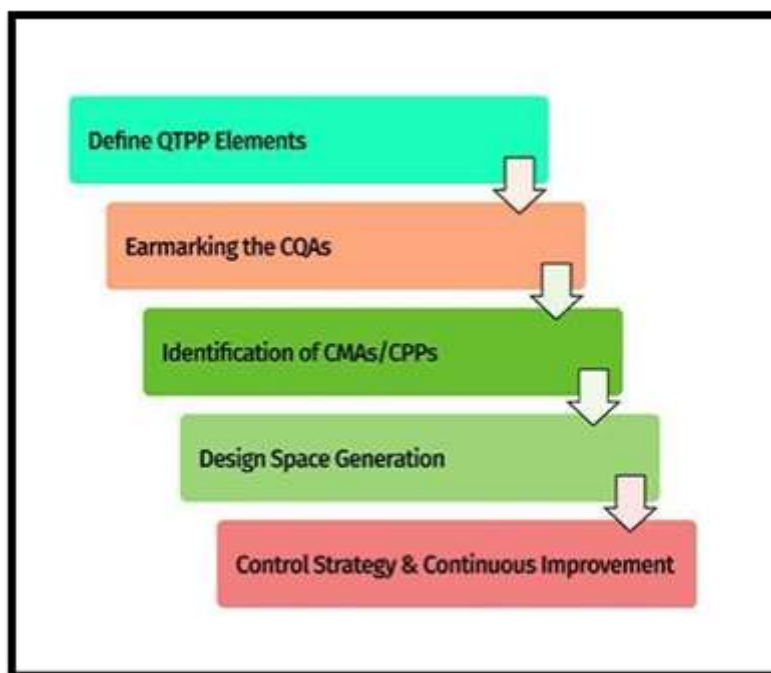 Define QTPP Elements
Earmarking the CQAs
Identification of CMAs/CPPs
Design Space Generation
Control Strategy & Continuous Improvement